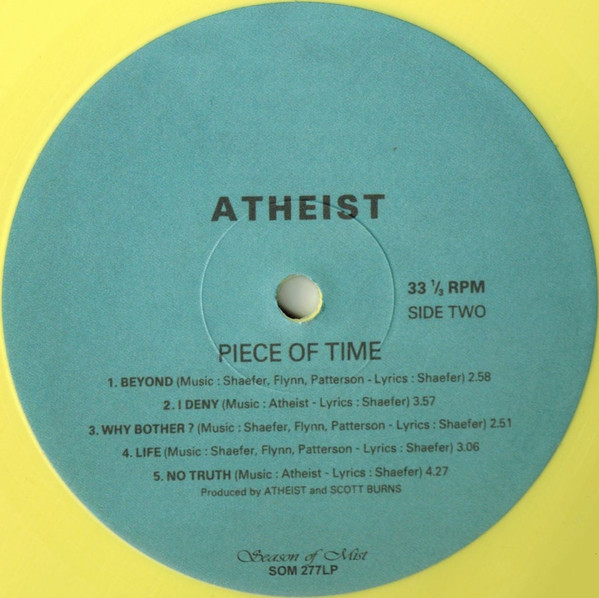 ATHEIST
33 ⅓ RPM
SIDE TWO
PIECE OF TIME
1. BEYOND (Music : Shaefer, Flynn, Patterson - Lyrics : Shaefer) 2.58
2. I DENY (Music : Atheist - Lyrics : Shaefer) 3.57
3. WHY BOTHER ? (Music : Shaefer, Flynn, Patterson - Lyrics : Shaefer) 2.51
4. LIFE (Music : Shaefer, Flynn, Patterson - Lyrics : Shaefer) 3.06
5. NO TRUTH (Music : Atheist - Lyrics : Shaefer) 4.27
Produced by ATHEIST and SCOTT BURNS
Season of Mist
SOM 277LP